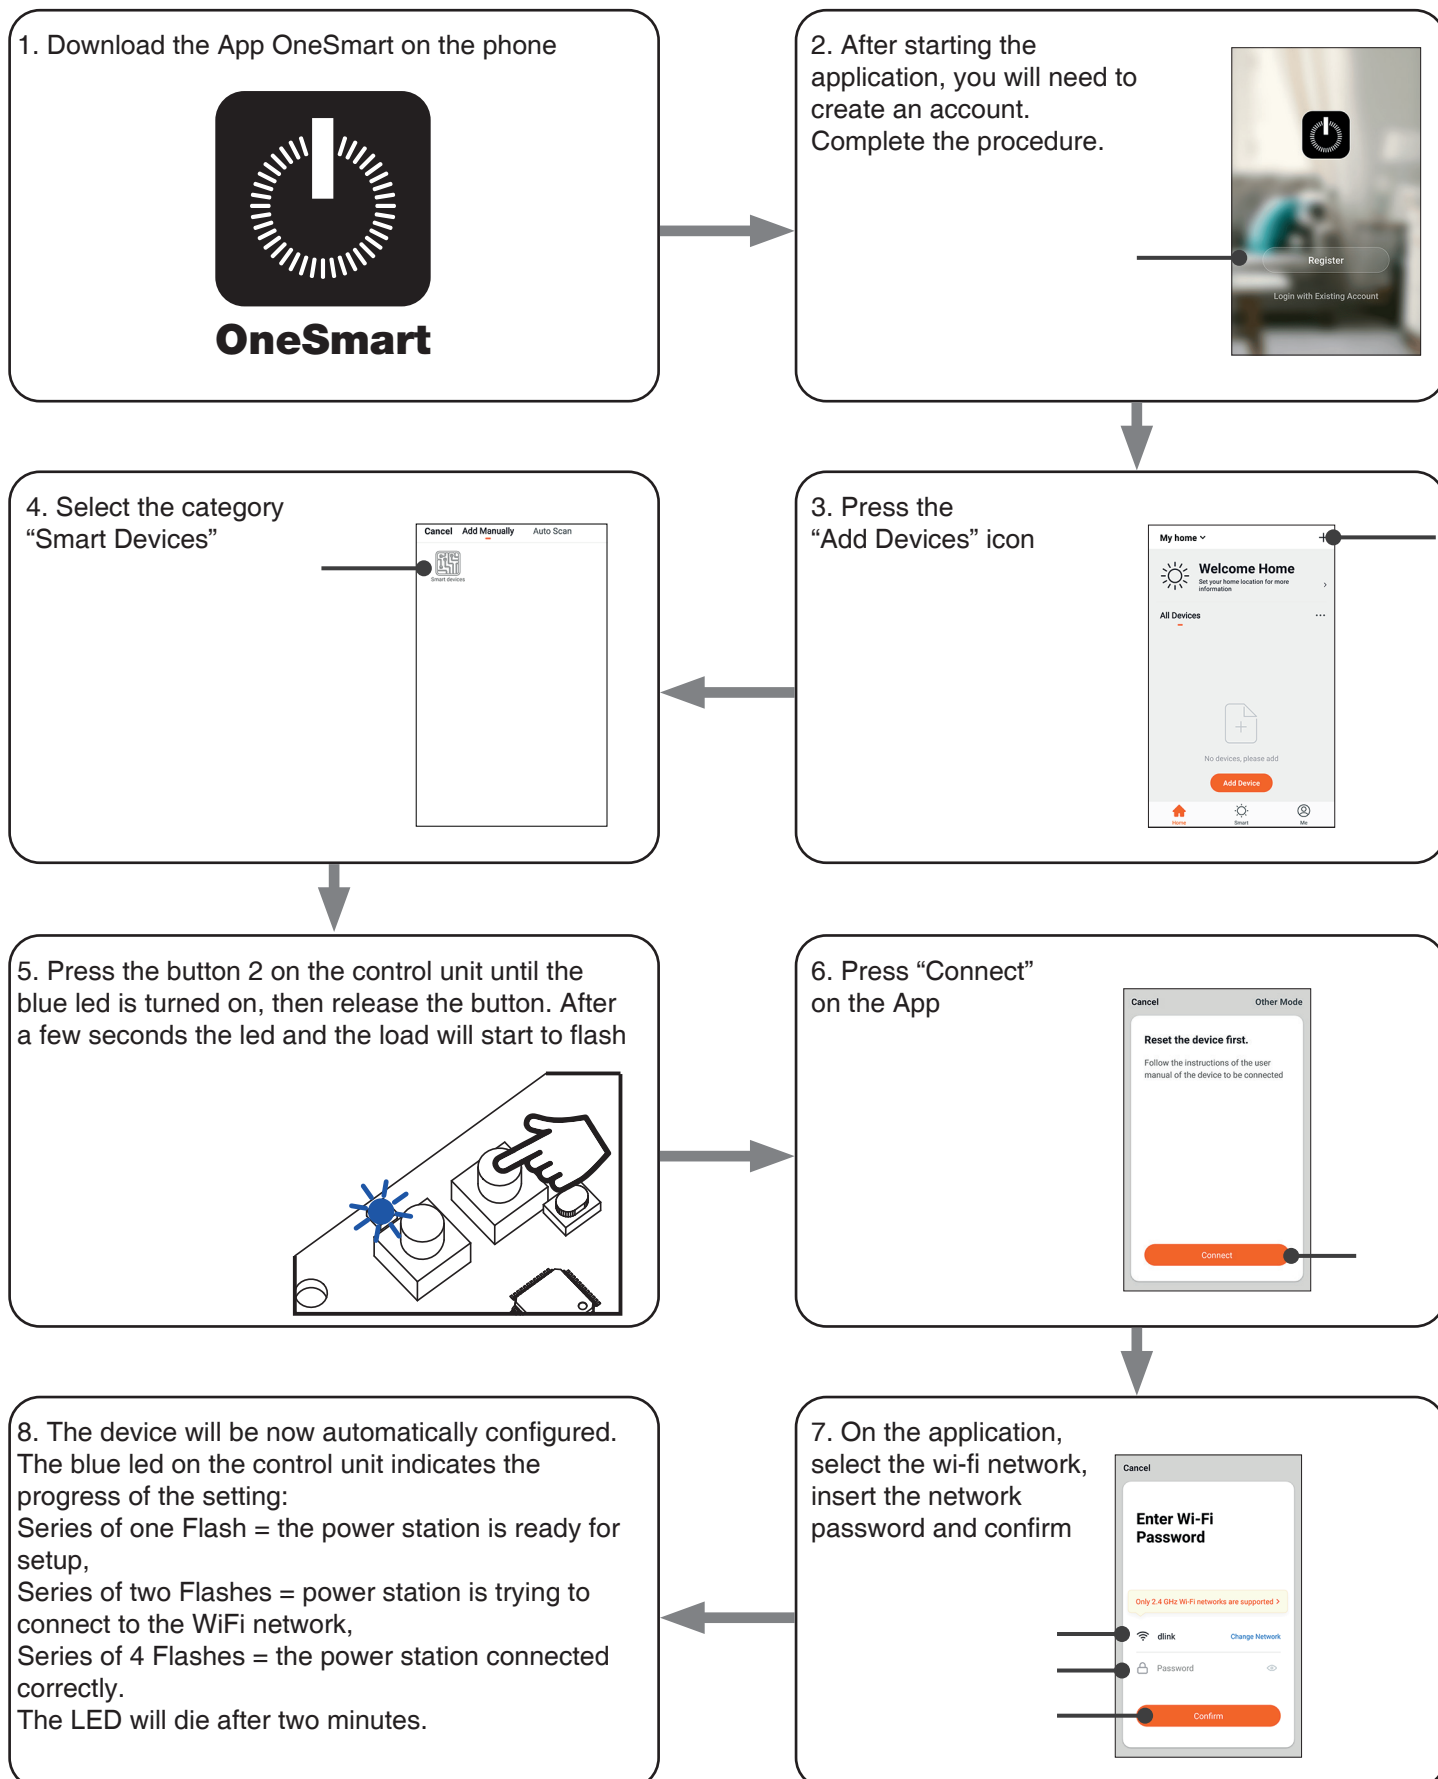 1. Download the App OneSmart on the phone
OneSmart
2. After starting the
application, you will need to
create an account.
Complete the procedure.
Register
Login with Existing Account
3. Press the
“Add Devices” icon
My home
Welcome Home
Set your home location for more
information
All Devices
No devices, please add
Add Device
Home
Smart
Me
4. Select the category
“Smart Devices”
Cancel Add Manually Auto Scan
Smart devices
5. Press the button 2 on the control unit until the
blue led is turned on, then release the button. After
a few seconds the led and the load will start to flash
6. Press “Connect”
on the App
Cancel Other Mode
Reset the device first.
Follow the instructions of the user
manual of the device to be connected
Connect
7. On the application,
select the wi-fi network,
insert the network
password and confirm
Cancel
Enter Wi-Fi
Password
Only 2.4 GHz Wi-Fi networks are supported >
dlink Change Network
Password
Confirm
8. The device will be now automatically configured.
The blue led on the control unit indicates the
progress of the setting:
Series of one Flash = the power station is ready for
setup,
Series of two Flashes = power station is trying to
connect to the WiFi network,
Series of 4 Flashes = the power station connected
correctly.
The LED will die after two minutes.